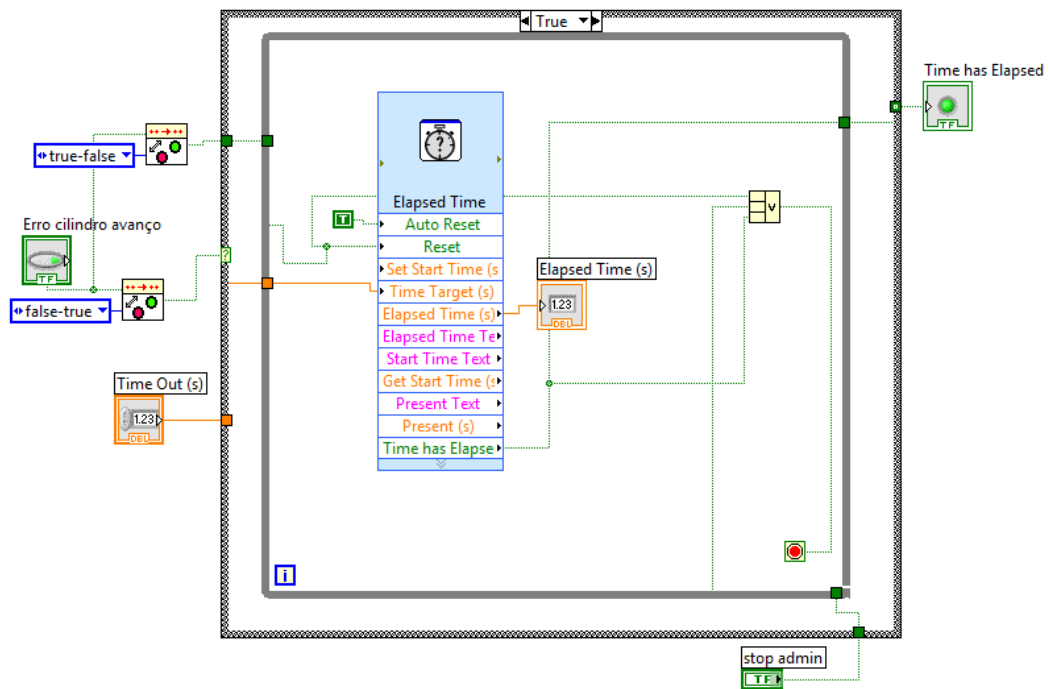 True
Time has Elapsed
TF
true-false
Erro cilindro avanço
TF
false-true
Time Out (s)
1.23
DBL
?
?
Elapsed Time
T
Auto Reset
Reset
Set Start Time (s
Time Target (s)
Elapsed Time (s)
Elapsed Time Te
Start Time Text
Get Start Time (s
Present Text
Present (s)
Time has Elapse
Elapsed Time (s)
1.23
DBL
v
i
stop admin
TF